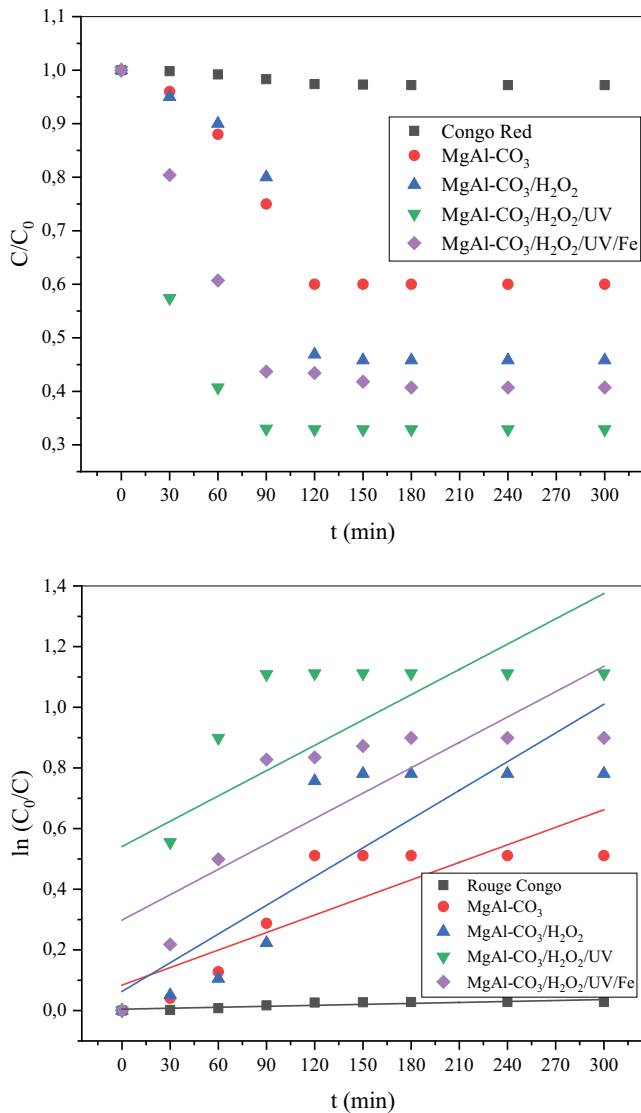 1,1
1,0
0,9
0,8
0,7
0,6
0,5
0,4
0,3
C/C₀
Congo Red
MgAl-CO₃
MgAl-CO₃/H₂O₂
MgAl-CO₃/H₂O₂/UV
MgAl-CO₃/H₂O₂/UV/Fe
0 30 60 90 120 150 180 210 240 270 300
t (min)
1,4
1,2
1,0
0,8
0,6
0,4
0,2
0,0
ln (C₀/C)
Rouge Congo
MgAl-CO₃
MgAl-CO₃/H₂O₂
MgAl-CO₃/H₂O₂/UV
MgAl-CO₃/H₂O₂/UV/Fe
0 30 60 90 120 150 180 210 240 270 300
t (min)